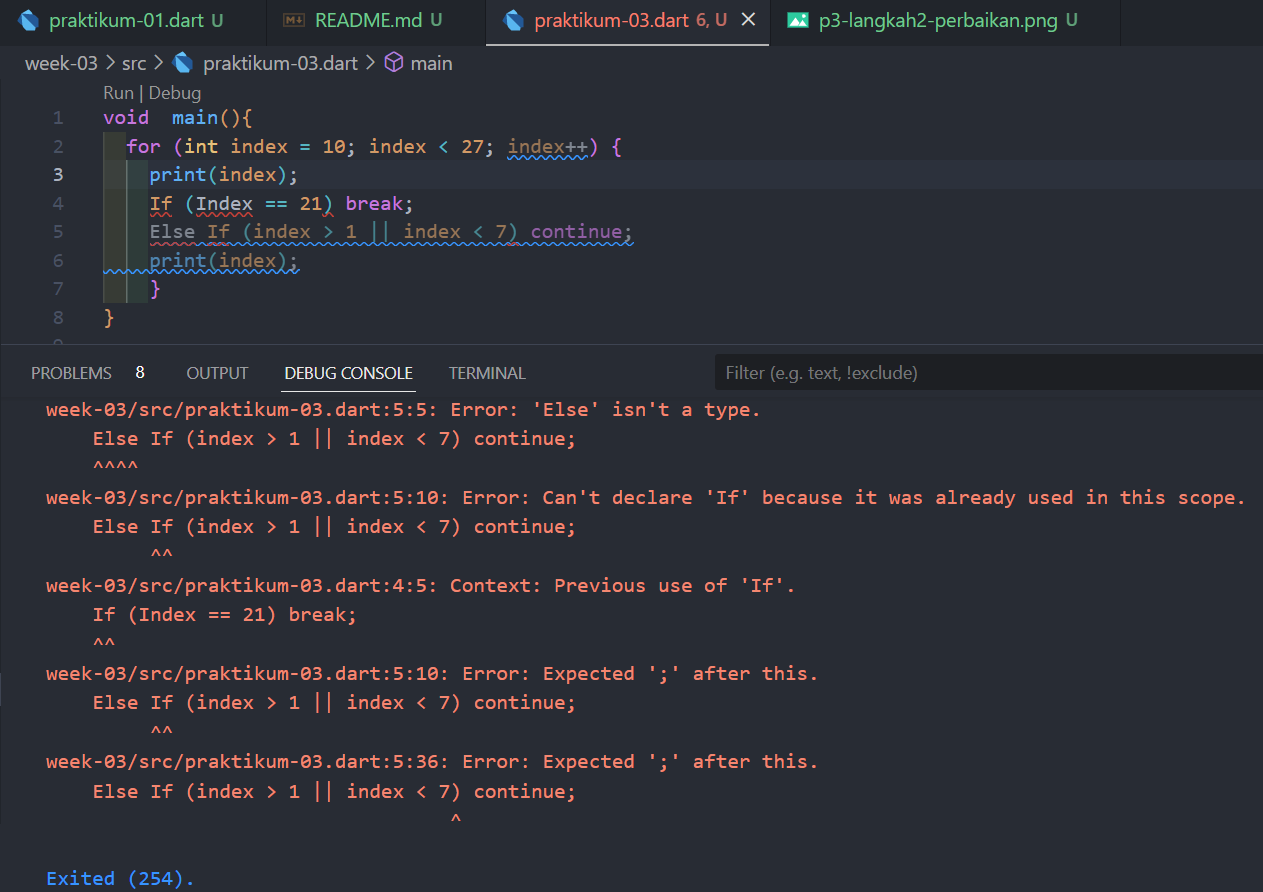 praktikum-01.dart U
README.md U
praktikum-03.dart 6, U
p3-langkah2-perbaikan.png U
week-03 > src > praktikum-03.dart > main
Run | Debug
1 void  main(){
2   for (int index = 10; index < 27; index++) {
3     print(index);
4     If (Index == 21) break;
5     Else If (index > 1 || index < 7) continue;
6     print(index);
7     }
8 }
9
PROBLEMS 8 OUTPUT DEBUG CONSOLE TERMINAL Filter (e.g. text, !exclude)
week-03/src/praktikum-03.dart:5:5: Error: 'Else' isn't a type.
    Else If (index > 1 || index < 7) continue;
    ^^^^
week-03/src/praktikum-03.dart:5:10: Error: Can't declare 'If' because it was already used in this scope.
    Else If (index > 1 || index < 7) continue;
         ^^
week-03/src/praktikum-03.dart:4:5: Context: Previous use of 'If'.
    If (Index == 21) break;
    ^^
week-03/src/praktikum-03.dart:5:10: Error: Expected ';' after this.
    Else If (index > 1 || index < 7) continue;
         ^^
week-03/src/praktikum-03.dart:5:36: Error: Expected ';' after this.
    Else If (index > 1 || index < 7) continue;
                                   ^
Exited (254).